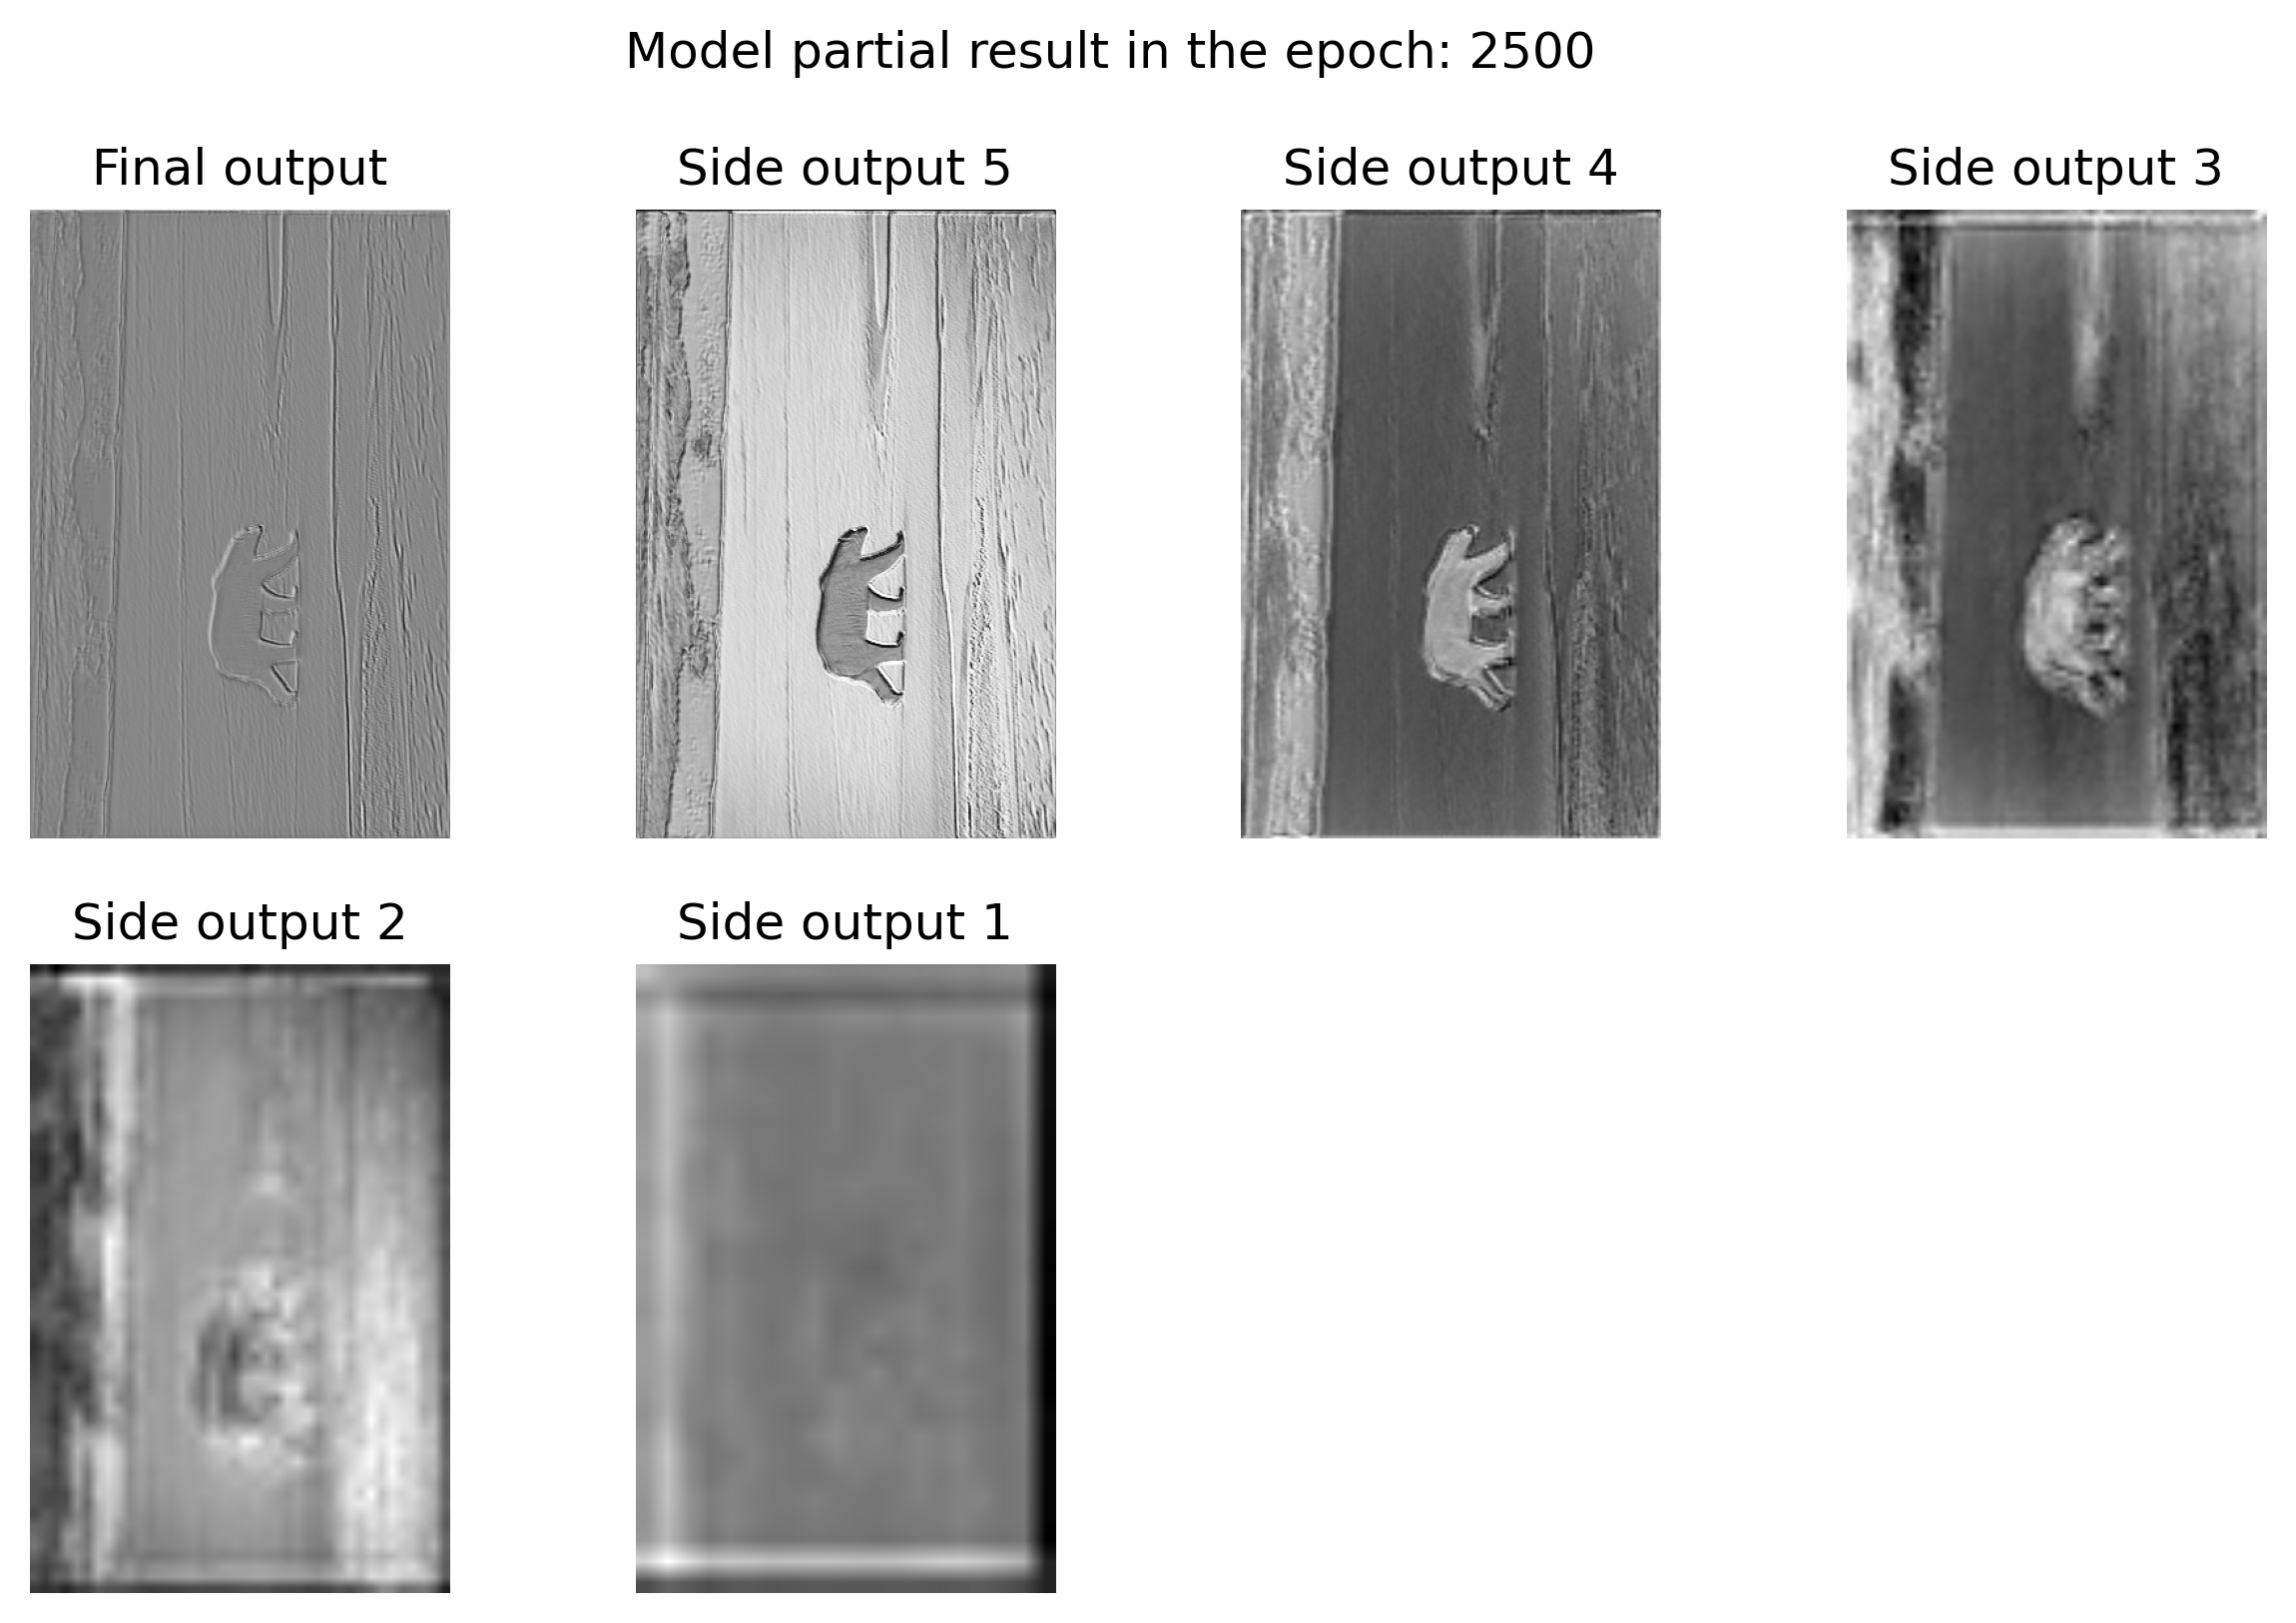 Model partial result in the epoch: 2500
Final output
Side output 5
Side output 4
Side output 3
Side output 2
Side output 1